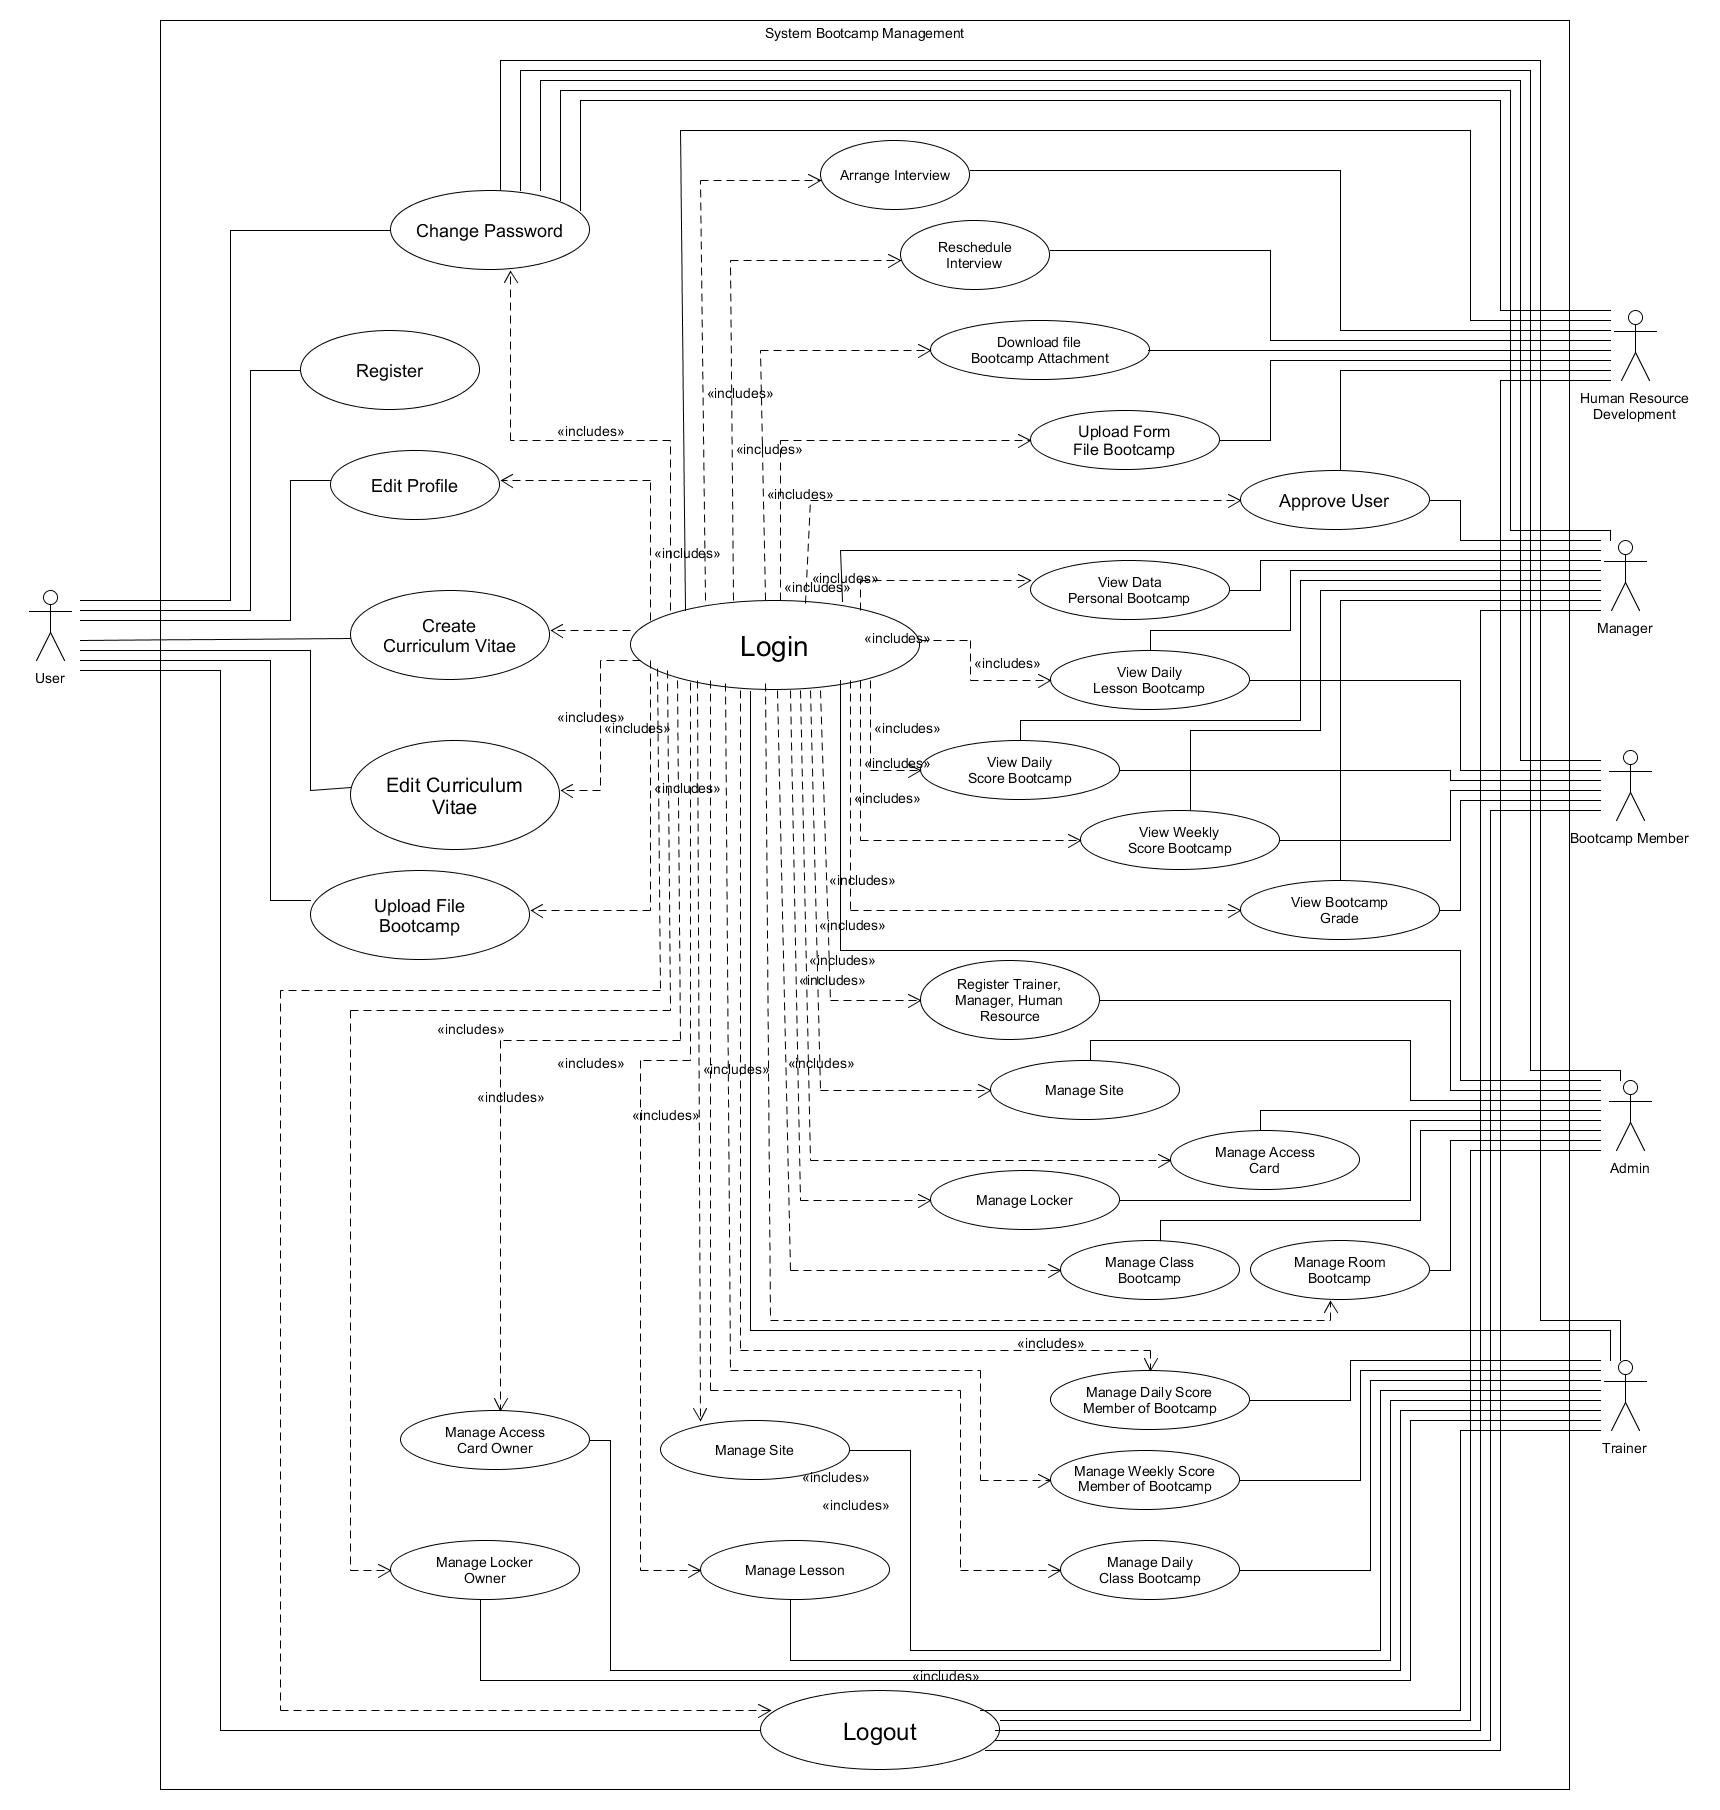 System Bootcamp Management
Arrange Interview
Change Password
Reschedule
Interview
Human Resource
Development
Download file
Bootcamp Attachment
Register
«includes»
«includes»
Upload Form
File Bootcamp
«includes»
Edit Profile
«includes»
Approve User
«includes»
«includes»
«includes»
View Data
Personal Bootcamp
User
Create
Curriculum Vitae
Login
«includes»
«includes»
Manager
View Daily
Lesson Bootcamp
«includes»
«includes»
«includes»
View Daily
Score Bootcamp
«includes»
Edit Curriculum
Vitae
«includes»
«includes»
View Weekly
Score Bootcamp
Bootcamp Member
«includes»
Upload File
Bootcamp
«includes»
View Bootcamp
Grade
«includes»
«includes»
Register Trainer,
Manager, Human
Resource
«includes»
«includes»
«includes»
«includes»
Manage Site
«includes»
«includes»
Manage Access
Card
Admin
Manage Locker
Manage Class
Bootcamp
Manage Room
Bootcamp
«includes»
Manage Daily Score
Member of Bootcamp
Manage Access
Card Owner
Manage Site
Trainer
«includes»
Manage Weekly Score
Member of Bootcamp
«includes»
Manage Locker
Owner
Manage Lesson
Manage Daily
Class Bootcamp
«includes»
Logout